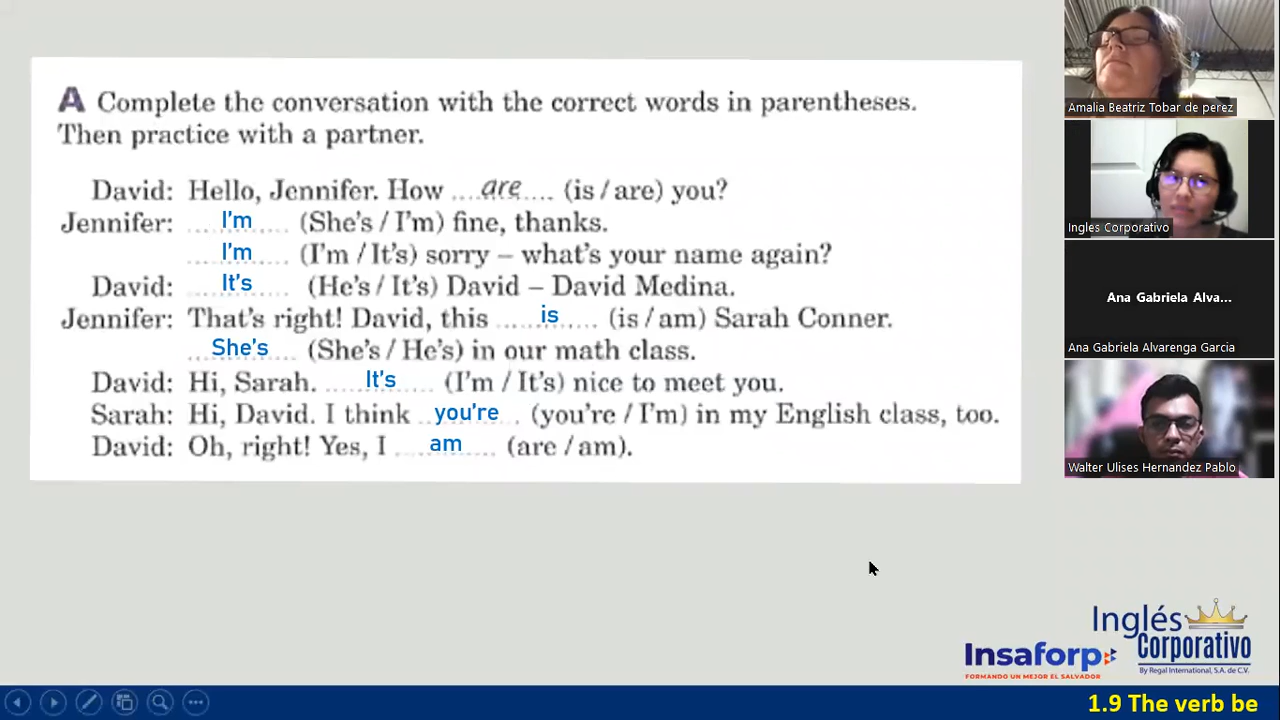 A Complete the conversation with the correct words in parentheses.
Then practice with a partner.
David: Hello, Jennifer. How ....are.... (is / are) you?
Jennifer: I'm (She's / I'm) fine, thanks.
I'm (I'm / It's) sorry – what's your name again?
David: It's (He's / It's) David – David Medina.
Jennifer: That's right! David, this is (is / am) Sarah Conner.
She's (She's / He's) in our math class.
David: Hi, Sarah. It's (I'm / It's) nice to meet you.
Sarah: Hi, David. I think you're (you're / I'm) in my English class, too.
David: Oh, right! Yes, I am (are / am).
Amalia Beatriz Tobar de perez
Ingles Corporativo
Ana Gabriela Alva...
Ana Gabriela Alvarenga Garcia
Walter Ulises Hernandez Pablo
Insaforp
FORMANDO UN MEJOR EL SALVADOR
Inglés
Corporativo
By Regal International, S.A. de C.V.
1.9 The verb be